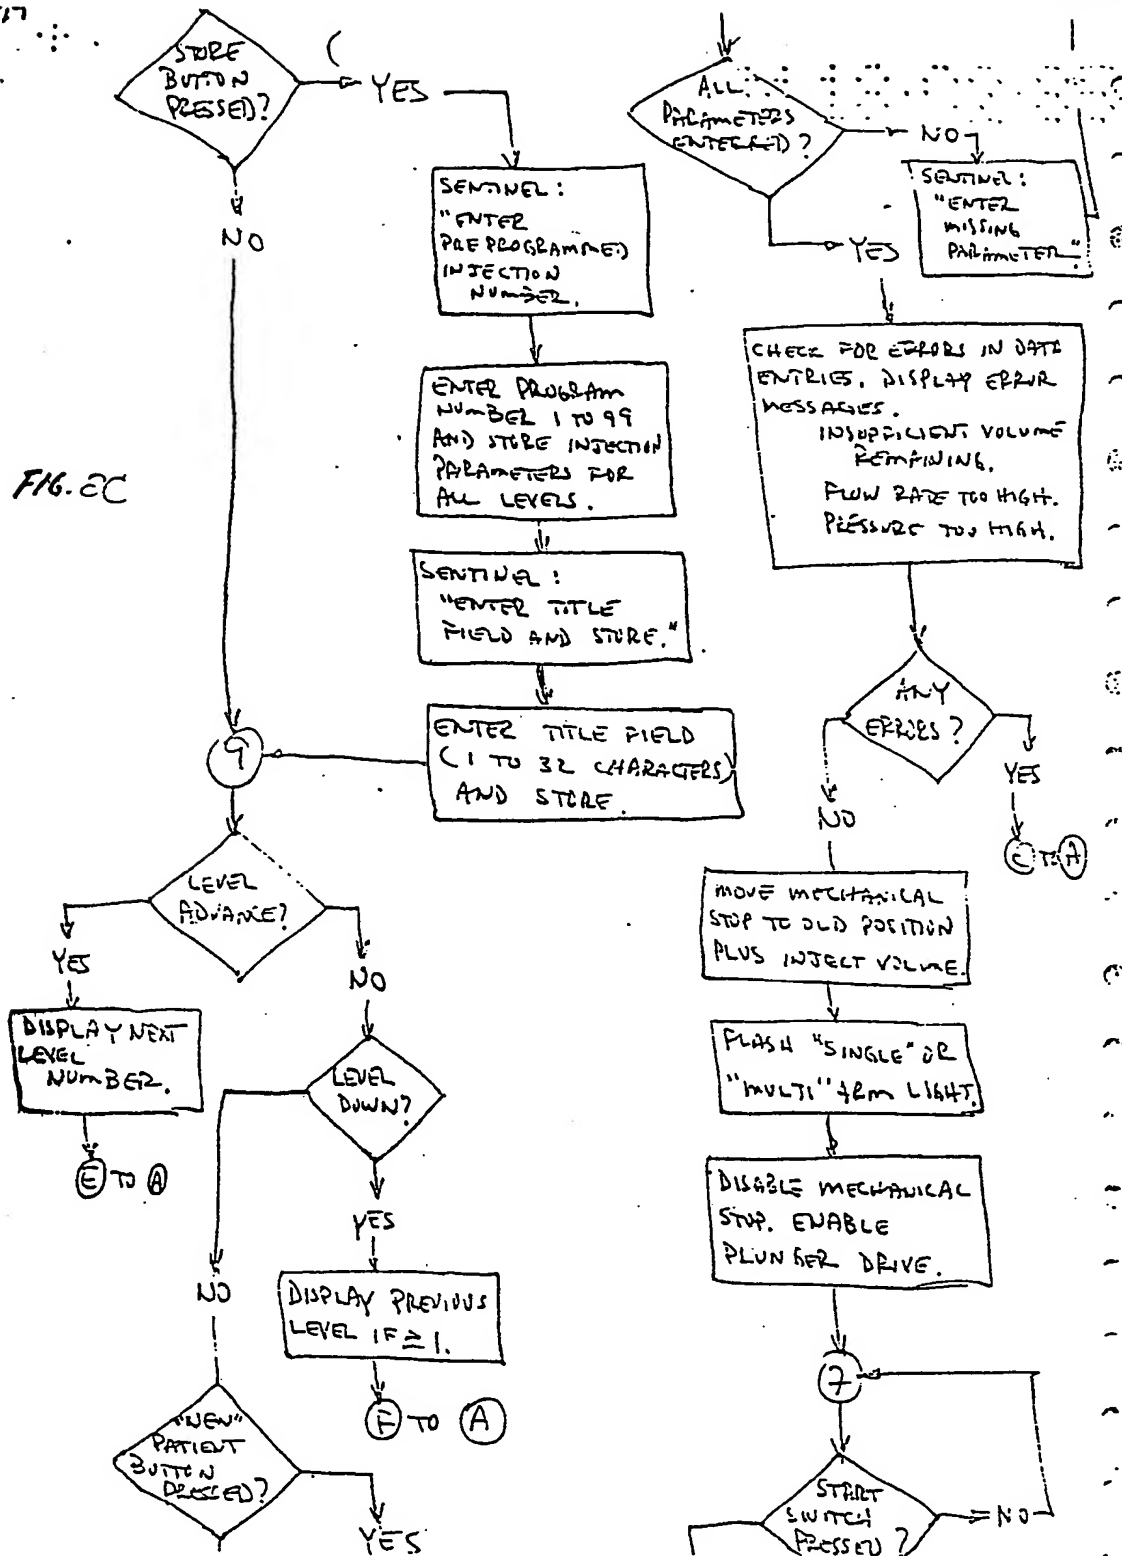 STORE
BUTTON
PRESSED?
YES
NO
SENTINEL:
"ENTER
PREPROGRAMMED
INJECTION
NUMBER.
ENTER PROGRAM
NUMBER 1 TO 99
AND STORE INJECTION
PARAMETERS FOR
ALL LEVELS.
SENTINEL:
"ENTER TITLE
FIELD AND STORE."
ENTER TITLE FIELD
(1 TO 32 CHARACTERS)
AND STORE.
9
FIG. 2C
LEVEL
ADVANCE?
YES
NO
DISPLAY NEXT
LEVEL
NUMBER.
E TO A
LEVEL
DOWN?
YES
NO
DISPLAY PREVIOUS
LEVEL IF ≥ 1.
F TO A
"NEW"
PATIENT
BUTTON
PRESSED?
YES
ALL
PARAMETERS
ENTERED?
NO
SENTINEL:
"ENTER
MISSING
PARAMETER."
YES
CHECK FOR ERRORS IN DATA
ENTRIES. DISPLAY ERROR
MESSAGES.
INSUFFICIENT VOLUME
REMAINING.
FLOW RATE TOO HIGH.
PRESSURE TOO HIGH.
ANY
ERRORS?
YES
C TO A
NO
MOVE MECHANICAL
STOP TO OLD POSITION
PLUS INJECT VOLUME.
FLASH "SINGLE" OR
"MULTI" ARM LIGHT.
DISABLE MECHANICAL
STOP. ENABLE
PLUNGER DRIVE.
7
START
SWITCH
PRESSED?
NO